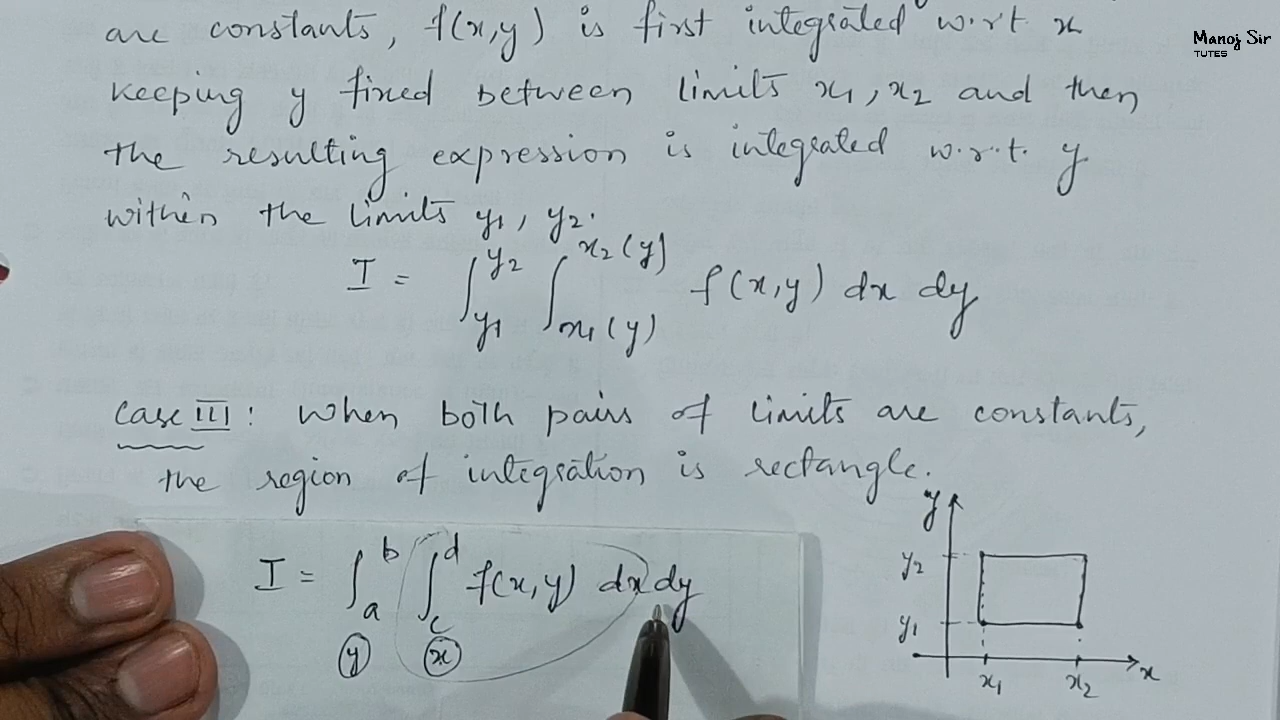 are constants, f(x,y) is first integrated w.r.t x
Manoj Sir
TUTES
keeping y fixed between limits x1, x2 and then
the resulting expression is integrated w.r.t. y
within the limits y1, y2.
I = ∫_{y1}^{y2} ∫_{x1(y)}^{x2(y)} f(x,y) dx dy
Case III : When both pairs of limits are constants,
the region of integration is rectangle.
I = ∫_a^b ∫_c^d f(x,y) dx dy
y x
y
y2
y1
x1 x2 x